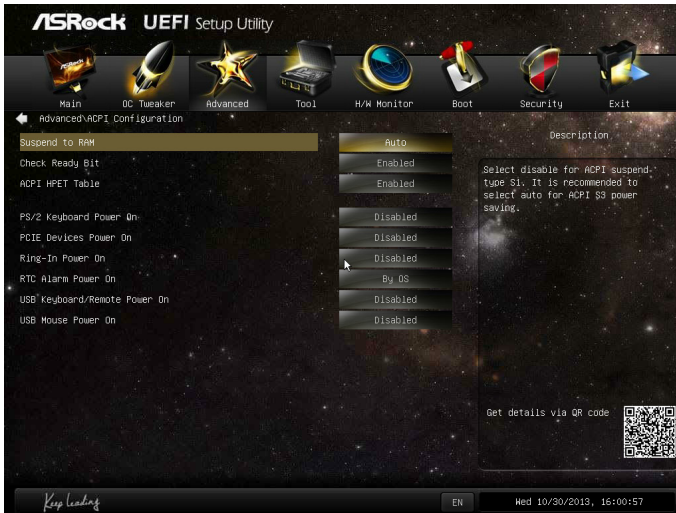 ASRock UEFI Setup Utility
ASRock
Main OC Tweaker Advanced Tool H/W Monitor Boot Security Exit
Advanced\ACPI Configuration
Description
Suspend to RAM Auto
Check Ready Bit Enabled
ACPI HPET Table Enabled
PS/2 Keyboard Power On Disabled
PCIE Devices Power On Disabled
Ring-In Power On Disabled
RTC Alarm Power On By OS
USB Keyboard/Remote Power On Disabled
USB Mouse Power On Disabled
Select disable for ACPI suspend
type S1. It is recommended to
select auto for ACPI S3 power
saving.
Get details via QR code
Keep Leading
EN
Wed 10/30/2013, 16:00:57